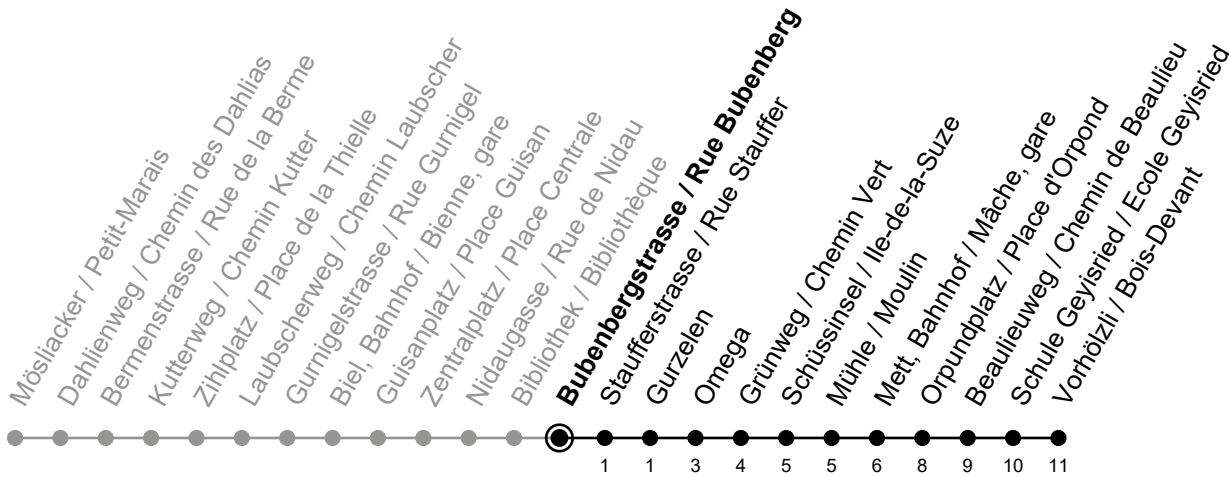 Mösliacker / Petit-Marais
Dahlienweg / Chemin des Dahlias
Bermenstrasse / Rue de la Berme
Kutterweg / Chemin Kutter
Zihlplatz / Place de la Thielle
Laubscherweg / Chemin Laubscher
Gurnigelstrasse / Rue Gurnigel
Biel, Bahnhof / Bienne, gare
Guisanplatz / Place Guisan
Zentralplatz / Place Centrale
Nidaugasse / Rue de Nidau
Bibliothek / Bibliothèque
Bubenbergstrasse / Rue Bubenberg
Staufferstrasse / Rue Stauffer
Gurzelen
Omega
Grünweg / Chemin Vert
Schüssinsel / Ile-de-la-Suze
Mühle / Moulin
Mett, Bahnhof / Mâche, gare
Orpundplatz / Place d'Orpond
Beaulieuweg / Chemin de Beaulieu
Schule Geyisried / Ecole Geyisried
Vorhölzli / Bois-Devant
1 1 3 4 5 5 6 8 9 10 11